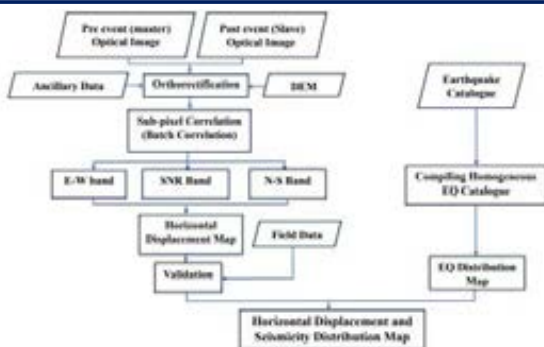 Pre event (master)
Optical Image
Post event (Slave)
Optical Image
Ancillary Data
Orthorectification
DEM
Earthquake
Catalogue
Sub-pixel Correlation
(Batch Correlation)
E-W band
SNR Band
N-S Band
Compiling Homogeneous
EQ Catalogue
Horizontal
Displacement Map
Field Data
Validation
EQ Distribution
Map
Horizontal Displacement and
Seismicity Distribution Map